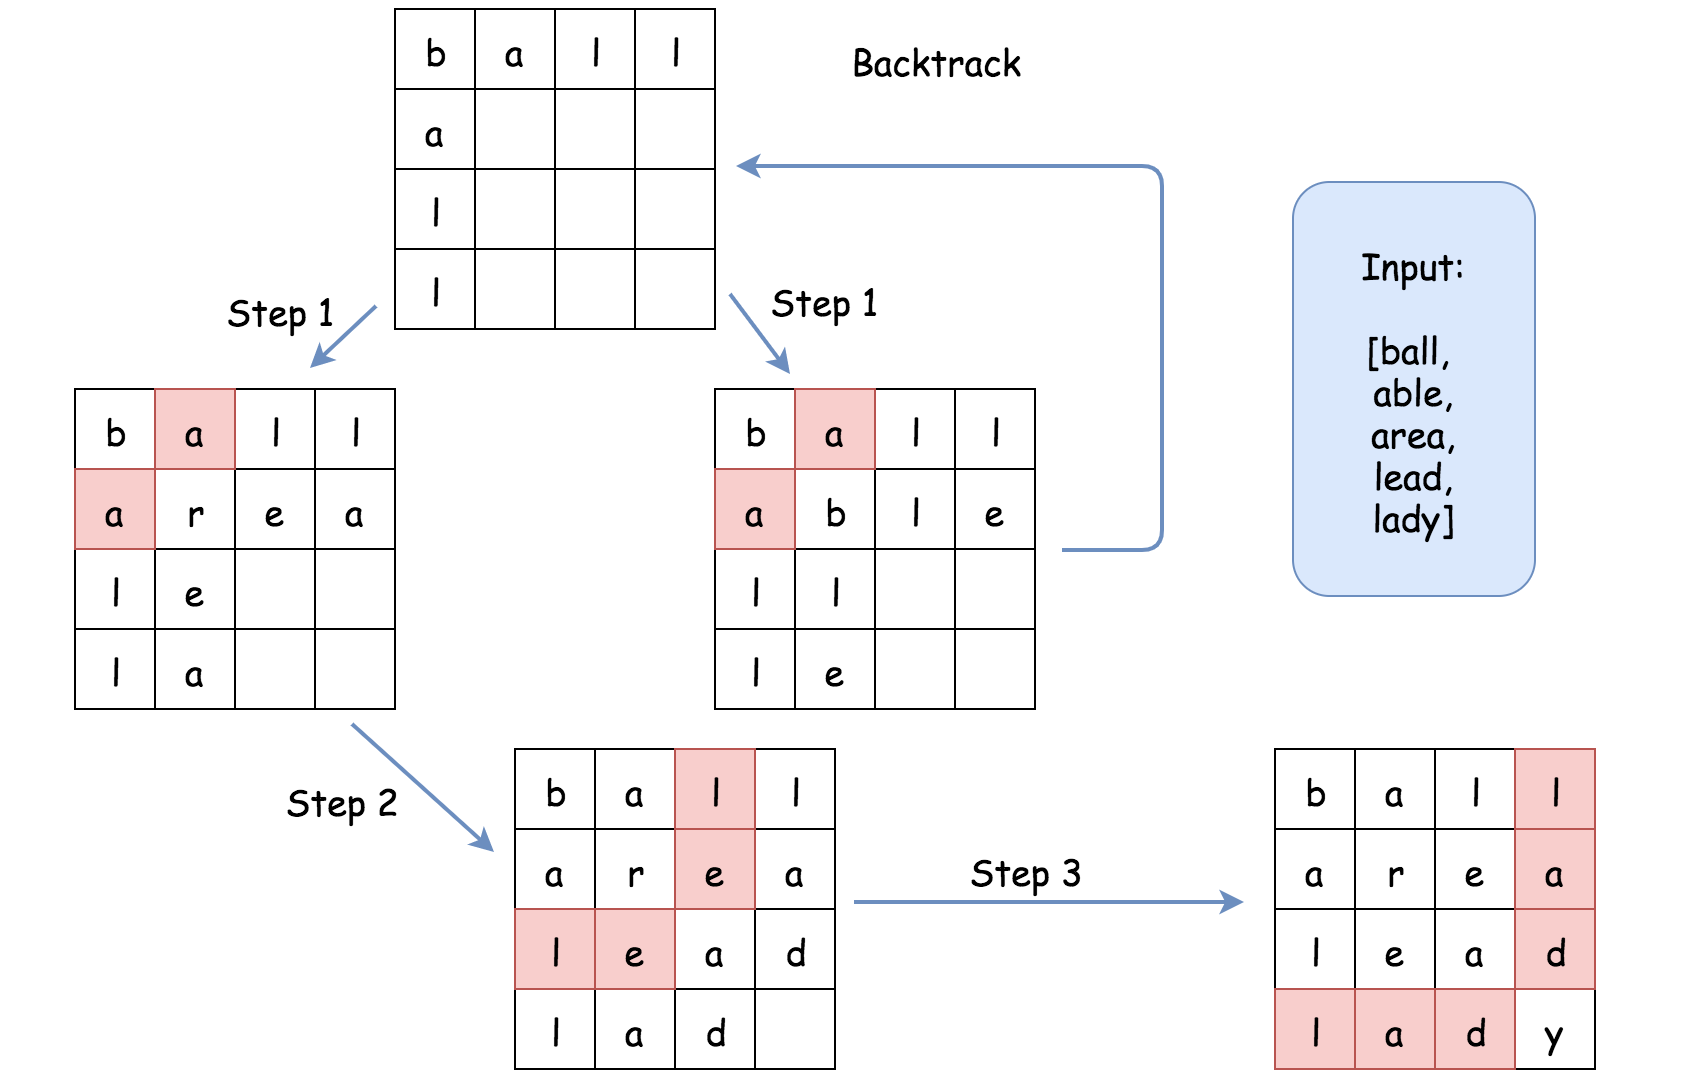 b a l l
a
l
l
Backtrack
Step 1
Step 1
Input:
[ball,
able,
area,
lead,
lady]
b a l l
a r e a
l e
l a
b a l l
a b l e
l l
l e
Step 2
b a l l
a r e a
l e a d
l a d
Step 3
b a l l
a r e a
l e a d
l a d y